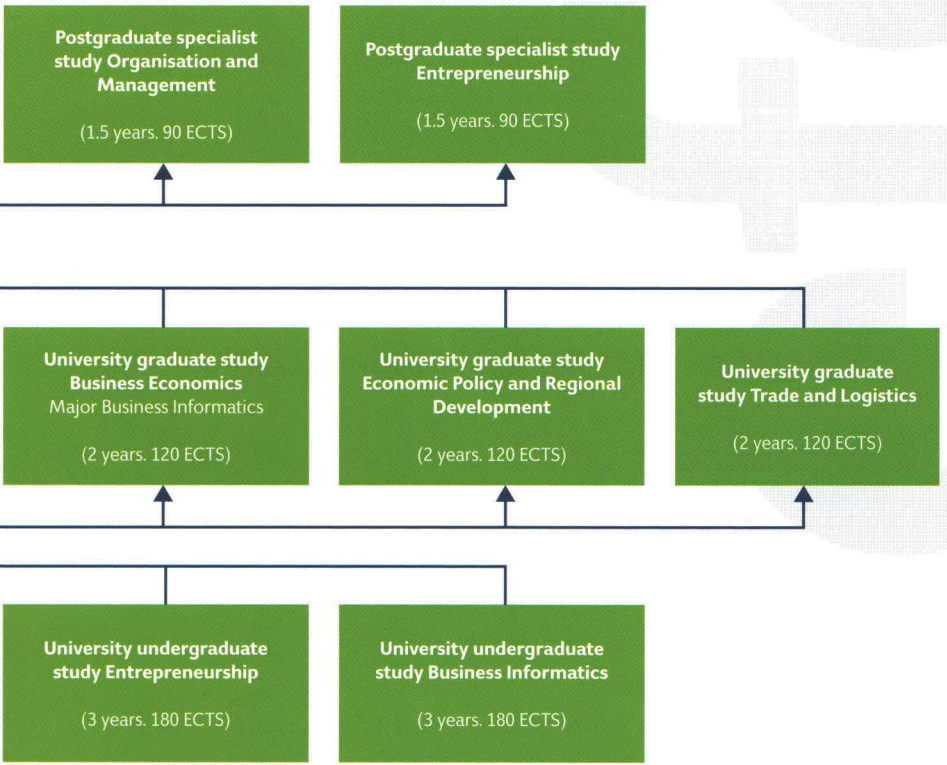 Postgraduate specialist
study Organisation and
Management
(1.5 years. 90 ECTS)
Postgraduate specialist study
Entrepreneurship
(1.5 years. 90 ECTS)
University graduate study
Business Economics
Major Business Informatics
(2 years. 120 ECTS)
University graduate study
Economic Policy and Regional
Development
(2 years. 120 ECTS)
University graduate
study Trade and Logistics
(2 years. 120 ECTS)
University undergraduate
study Entrepreneurship
(3 years. 180 ECTS)
University undergraduate
study Business Informatics
(3 years. 180 ECTS)